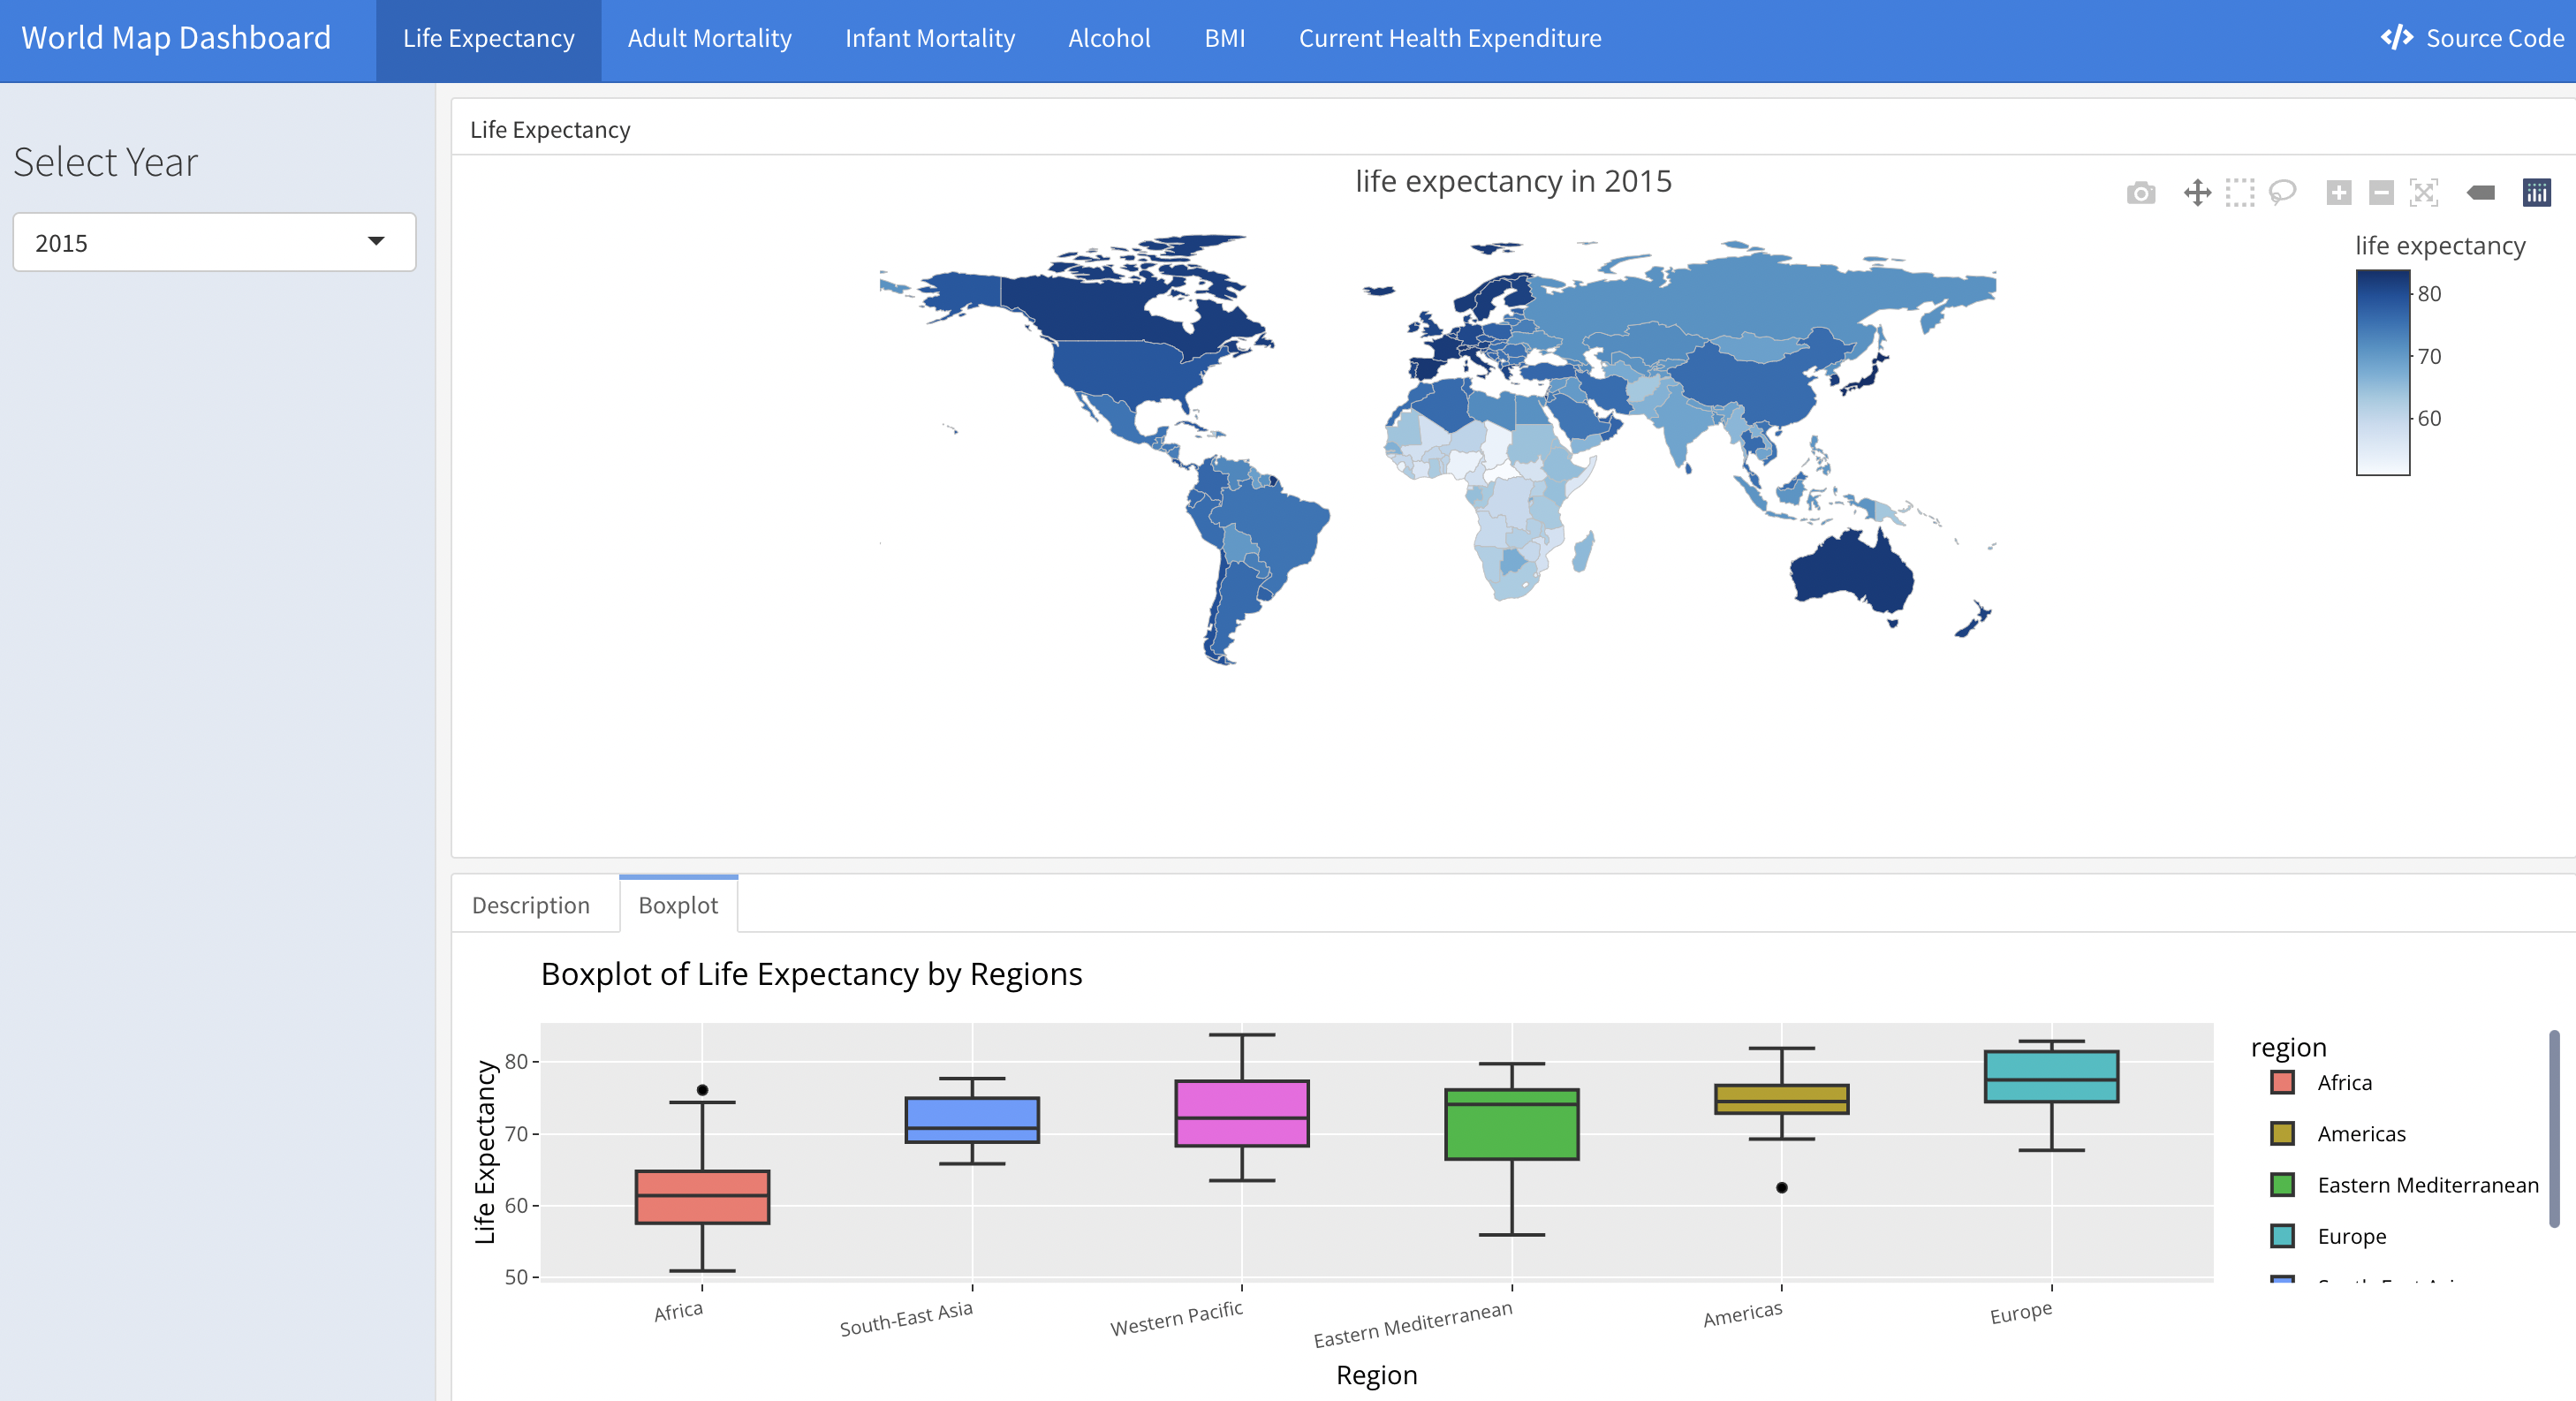 World Map Dashboard
Life Expectancy
Adult Mortality
Infant Mortality
Alcohol
BMI
Current Health Expenditure
Source Code
Select Year
2015
Life Expectancy
life expectancy in 2015
life expectancy
80
70
60
Description
Boxplot
Boxplot of Life Expectancy by Regions
Life Expectancy
80
70
60
50
Africa
South-East Asia
Western Pacific
Eastern Mediterranean
Americas
Europe
Region
region
Africa
Americas
Eastern Mediterranean
Europe